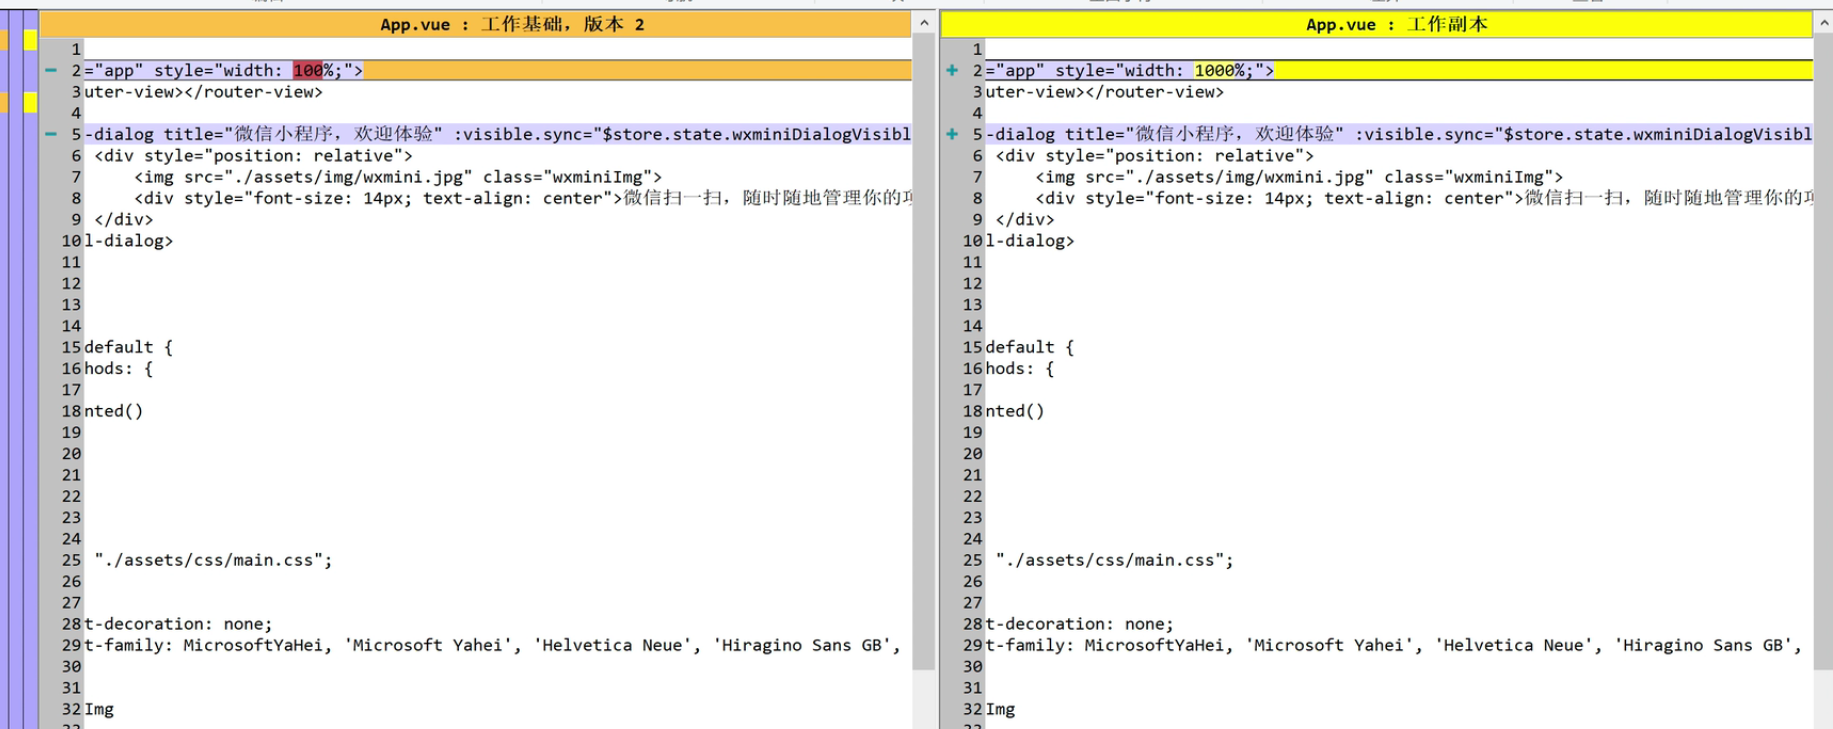 App.vue : 工作基础，版本 2
1
2 ="app" style="width: 100%;">
3 uter-view></router-view>
4
5 -dialog title="微信小程序，欢迎体验" :visible.sync="$store.state.wxminiDialogVisibl
6 <div style="position: relative">
7 <img src="./assets/img/wxmini.jpg" class="wxminiImg">
8 <div style="font-size: 14px; text-align: center">微信扫一扫，随时随地管理你的
9 </div>
10 l-dialog>
11
12
13
14
15 default {
16 hods: {
17
18 nted()
19
20
21
22
23
24
25 "./assets/css/main.css";
26
27
28 t-decoration: none;
29 t-family: MicrosoftYaHei, 'Microsoft Yahei', 'Helvetica Neue', 'Hiragino Sans GB',
30
31
32 Img
App.vue : 工作副本
1
2 ="app" style="width: 1000%;">
3 uter-view></router-view>
4
5 -dialog title="微信小程序，欢迎体验" :visible.sync="$store.state.wxminiDialogVisibl
6 <div style="position: relative">
7 <img src="./assets/img/wxmini.jpg" class="wxminiImg">
8 <div style="font-size: 14px; text-align: center">微信扫一扫，随时随地管理你的
9 </div>
10 l-dialog>
11
12
13
14
15 default {
16 hods: {
17
18 nted()
19
20
21
22
23
24
25 "./assets/css/main.css";
26
27
28 t-decoration: none;
29 t-family: MicrosoftYaHei, 'Microsoft Yahei', 'Helvetica Neue', 'Hiragino Sans GB',
30
31
32 Img